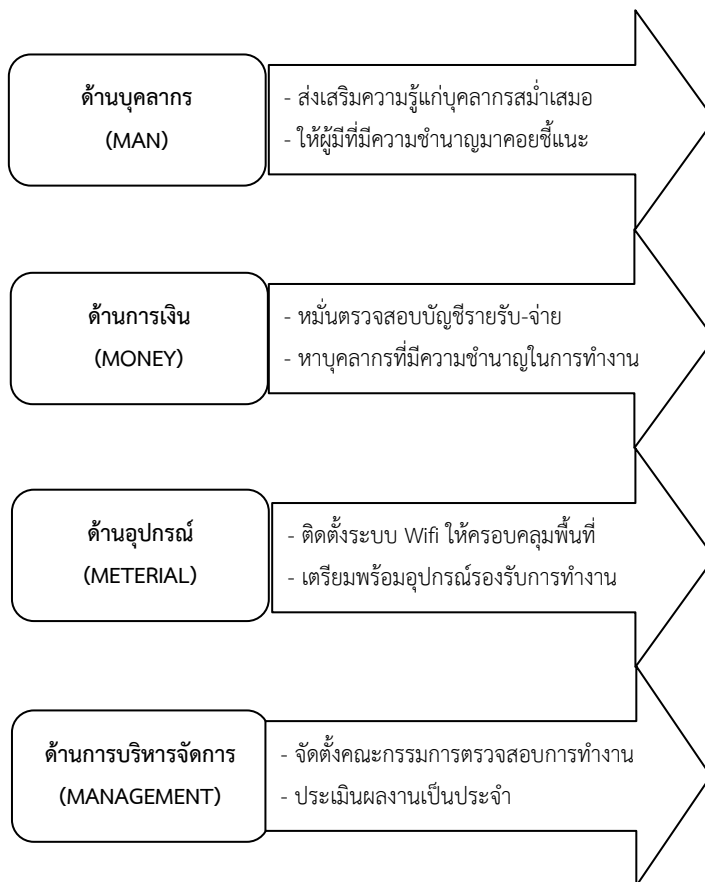 ด้านบุคลากร
(MAN)
- ส่งเสริมความรู้แก่บุคลากรสม่ำเสมอ
- ให้ผู้มีที่มีความชำนาญมาคอยชี้แนะ
ด้านการเงิน
(MONEY)
- หมั่นตรวจสอบบัญชีรายรับ-จ่าย
- หาบุคลากรที่มีความชำนาญในการทำงาน
ด้านอุปกรณ์
(METERIAL)
- ติดตั้งระบบ Wifi ให้ครอบคลุมพื้นที่
- เตรียมพร้อมอุปกรณ์รองรับการทำงาน
ด้านการบริหารจัดการ
(MANAGEMENT)
- จัดตั้งคณะกรรมการตรวจสอบการทำงาน
- ประเมินผลงานเป็นประจำ